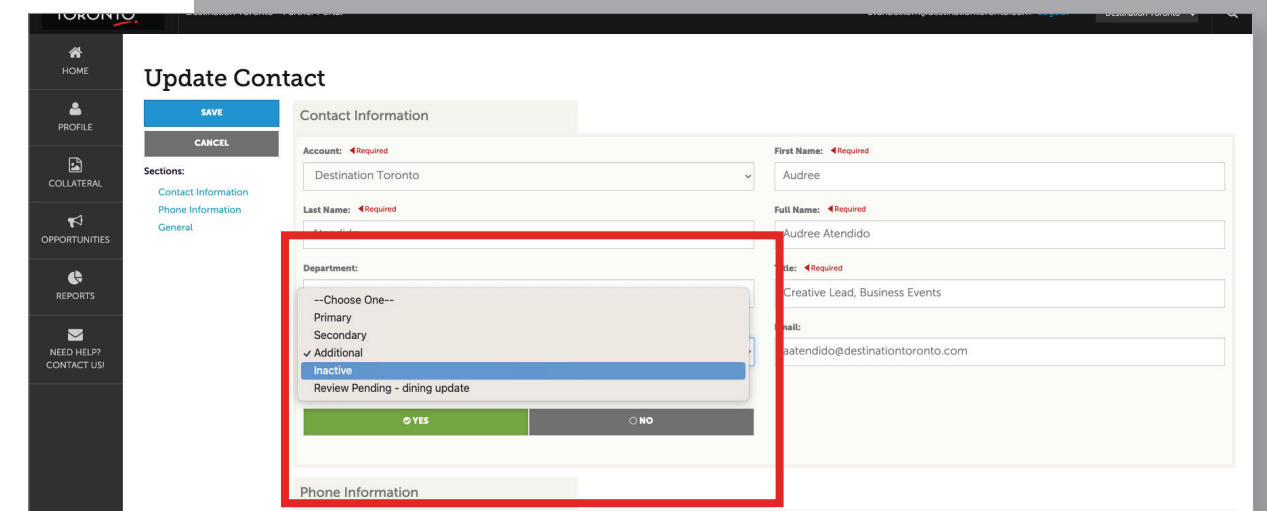 TORONTO
HOME
PROFILE
COLLATERAL
OPPORTUNITIES
REPORTS
NEED HELP?
CONTACT US!
Update Contact
SAVE
CANCEL
Sections:
Contact Information
Phone Information
General
Contact Information
Account: Required
Destination Toronto
First Name: Required
Audree
Last Name: Required
Full Name: Required
Audree Atendido
Department:
Required
Creative Lead, Business Events
--Choose One--
Primary
Secondary
✓ Additional
Inactive
Review Pending - dining update
aatendido@destinationtoronto.com
YES
NO
Phone Information